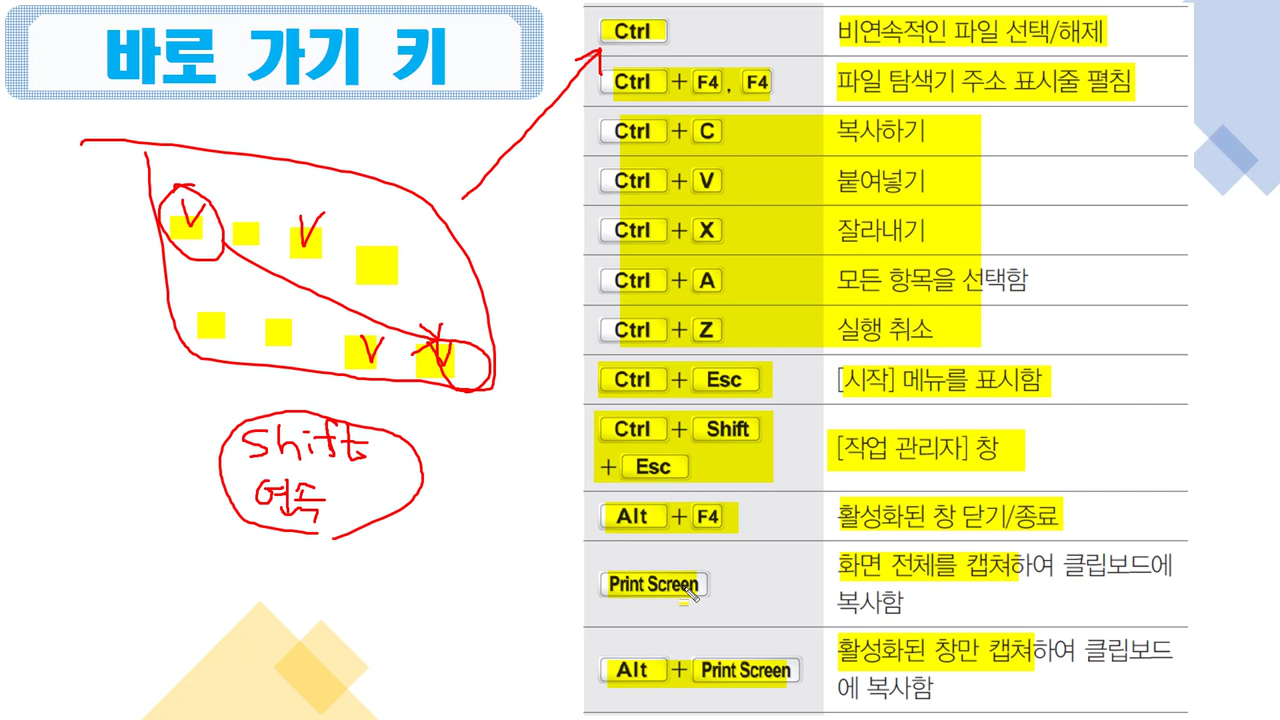 바로 가기 키
V
V
V
V
Shift
연속
Ctrl 비연속적인 파일 선택/해제
Ctrl + F4 , F4 파일 탐색기 주소 표시줄 펼침
Ctrl + C 복사하기
Ctrl + V 붙여넣기
Ctrl + X 잘라내기
Ctrl + A 모든 항목을 선택함
Ctrl + Z 실행 취소
Ctrl + Esc [시작] 메뉴를 표시함
Ctrl + Shift
+ Esc
[작업 관리자] 창
Alt + F4 활성화된 창 닫기/종료
Print Screen
화면 전체를 캡쳐하여 클립보드에
복사함
Alt + Print Screen
활성화된 창만 캡쳐하여 클립보드
에 복사함